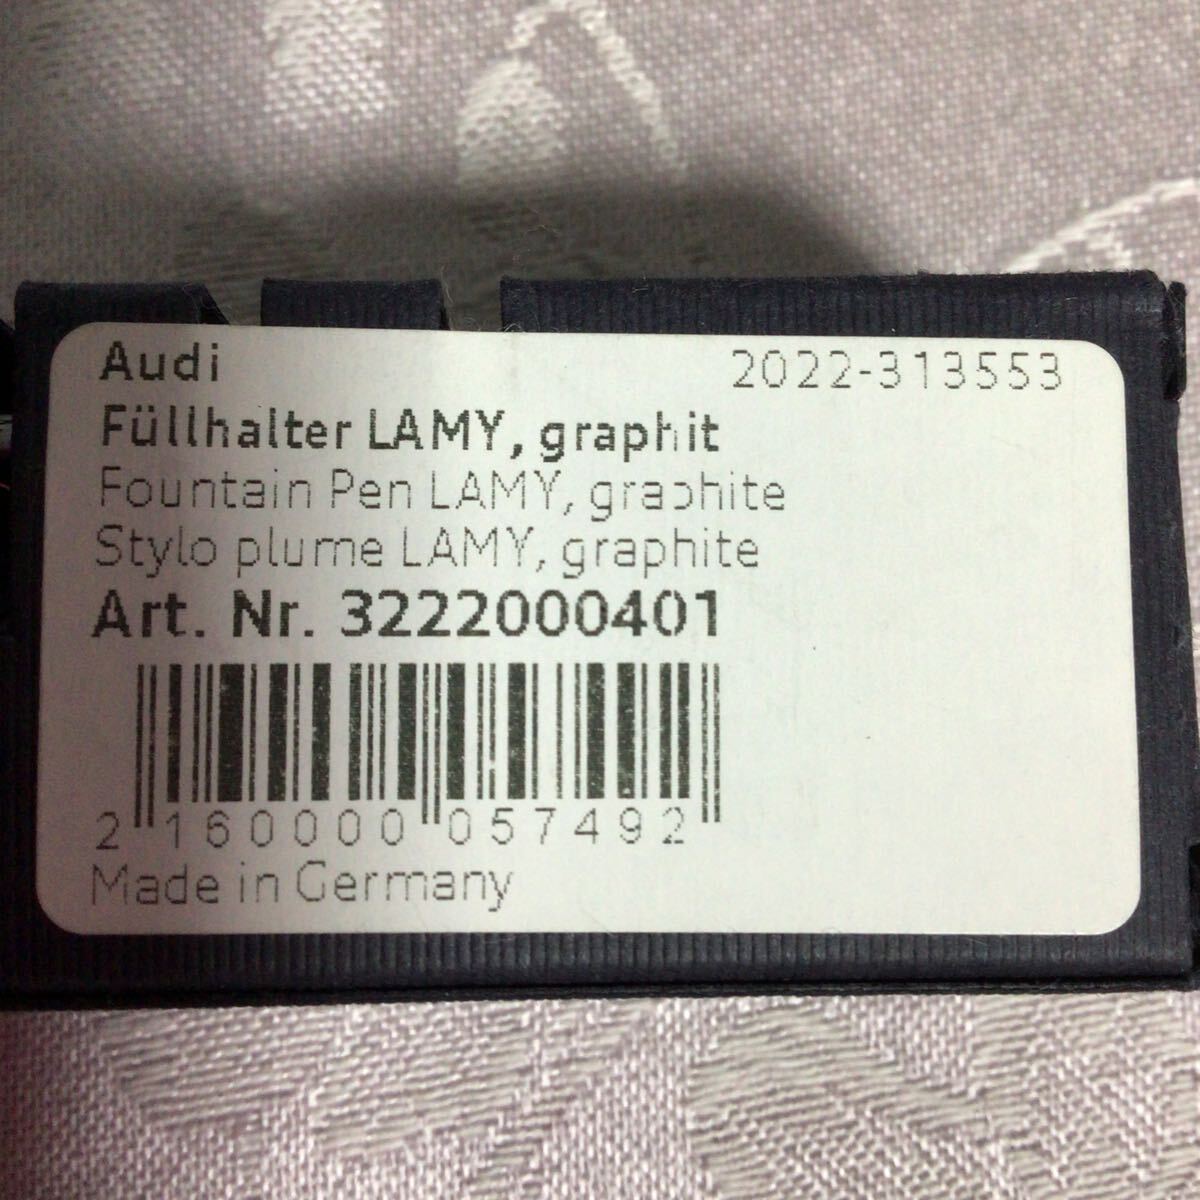 Audi 2022-313553
Füllhalter LAMY, graphit
Fountain Pen LAMY, graphite
Stylo plume LAMY, graphite
Art. Nr. 3222000401
2 160000 057492
Made in Germany